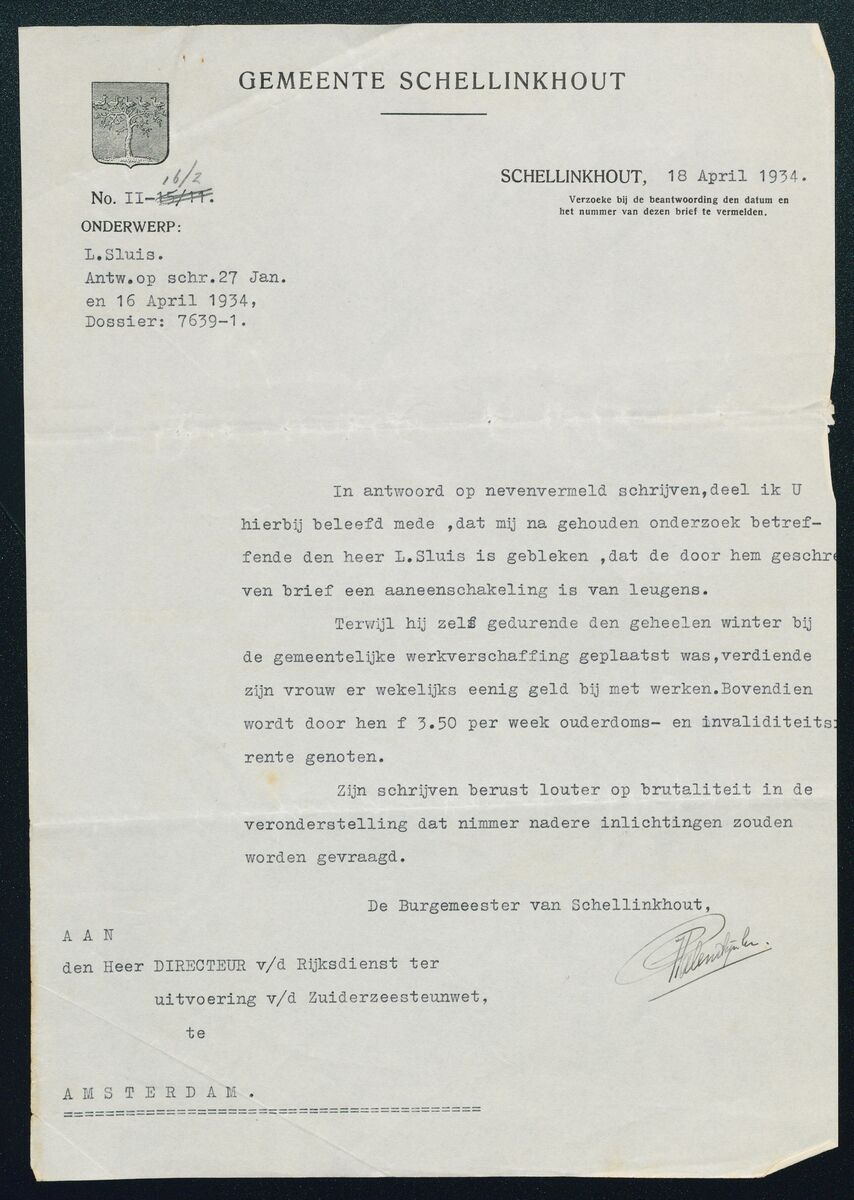 GEMEENTE SCHELLINKHOUT
16/2
No. II-15/11.
SCHELLINKHOUT, 18 April 1934.
Verzoeke bij de beantwoording den datum en
het nummer van dezen brief te vermelden.
ONDERWERP:
L.Sluis.
Antw.op schr.27 Jan.
en 16 April 1934,
Dossier: 7639-1.
In antwoord op nevenvermeld schrijven,deel ik U
hierbij beleefd mede ,dat mij na gehouden onderzoek betref-
fende den heer L.Sluis is gebleken ,dat de door hem geschre
ven brief een aaneenschakeling is van leugens.
Terwijl hij zelf gedurende den geheelen winter bij
de gemeentelijke werkverschaffing geplaatst was,verdiende
zijn vrouw er wekelijks eenig geld bij met werken.Bovendien
wordt door hen f 3.50 per week ouderdoms- en invaliditeits
rente genoten.
Zijn schrijven berust louter op brutaliteit in de
veronderstelling dat nimmer nadere inlichtingen zouden
worden gevraagd.
De Burgemeester van Schellinkhout,
A A N
den Heer DIRECTEUR v/d Rijksdienst ter
uitvoering v/d Zuiderzeesteunwet,
te
A M S T E R D A M .